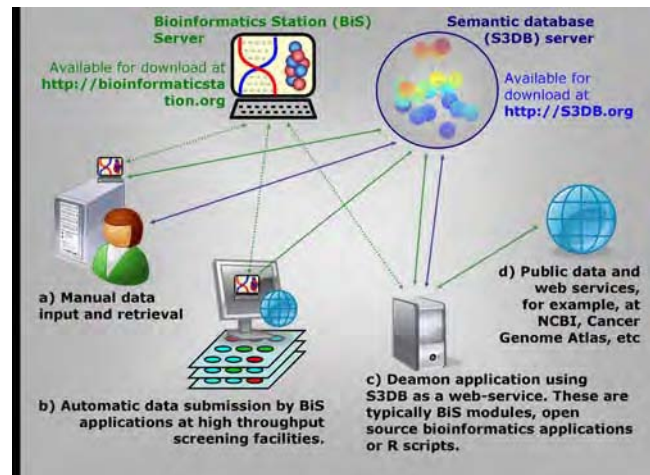 Bioinformatics Station (BiS)
Server
Available for download at
http://bioinformaticsta
tion.org
Semantic database
(S3DB) server
Available for
download at
http://S3DB.org
a) Manual data
input and retrieval
b) Automatic data submission by BiS
applications at high throughput
screening facilities.
c) Deamon application using
S3DB as a web-service. These are
typically BiS modules, open
source bioinformatics applications
or R scripts.
d) Public data and
web services,
for example, at
NCBI, Cancer
Genome Atlas, etc